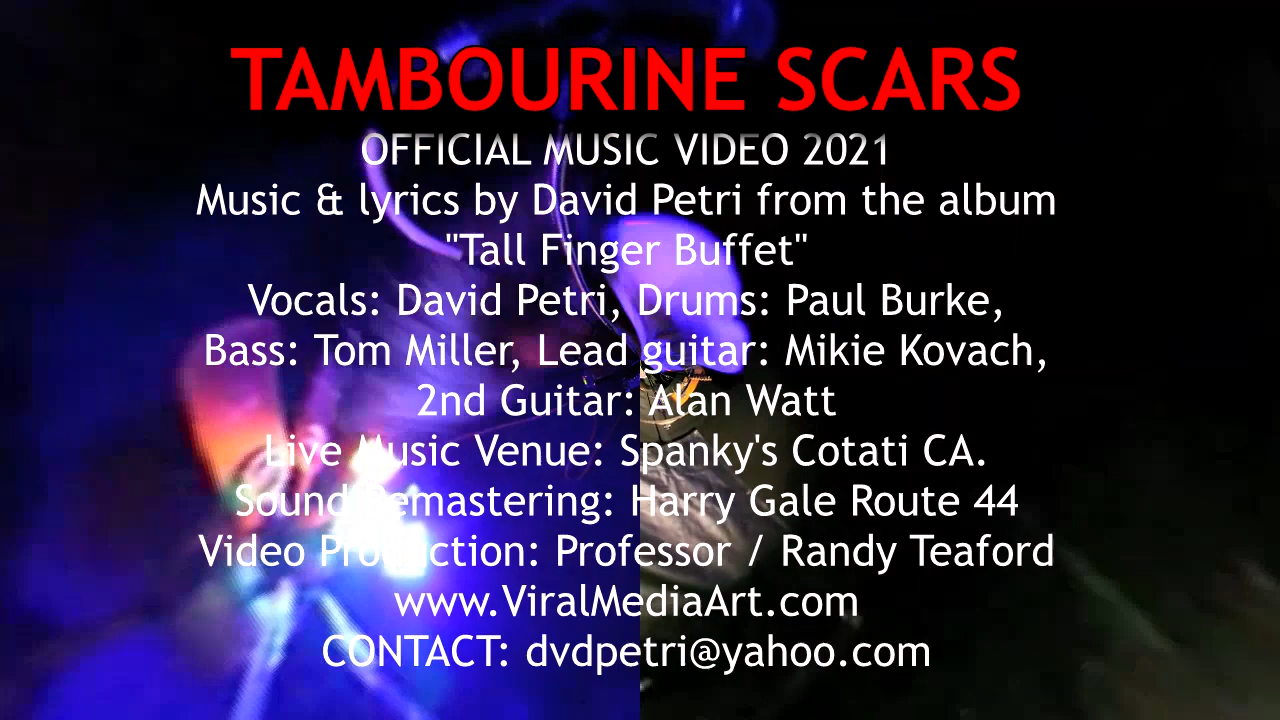 TAMBOURINE SCARS
OFFICIAL MUSIC VIDEO 2021
Music & lyrics by David Petri from the album
"Tall Finger Buffet"
Vocals: David Petri, Drums: Paul Burke,
Bass: Tom Miller, Lead guitar: Mikie Kovach,
2nd Guitar: Alan Watt
Live Music Venue: Spanky's Cotati CA.
Sound Remastering: Harry Gale Route 44
Video Production: Professor / Randy Teaford
www.ViralMediaArt.com
CONTACT: dvdpetri@yahoo.com